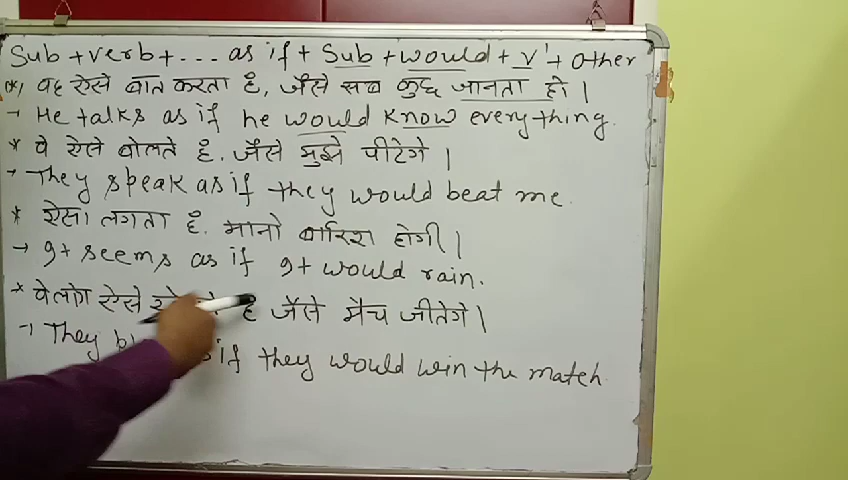 Sub + verb + ... as if + Sub + would + v¹ + other
वह ऐसे बात करता है, जैसे सब कुछ जानता हो।
→ He talks as if he would know everything.
* वे ऐसे बोलते है. जैसे मुझे पीटेगे।
→ They speak as if they would beat me.
* ऐसा लगता है. मानो बारिश होगी।
→ It seems as if It would rain.
* वे लोग ऐसे है जैसे मैच जीतेगे।
→ They if they would win the match